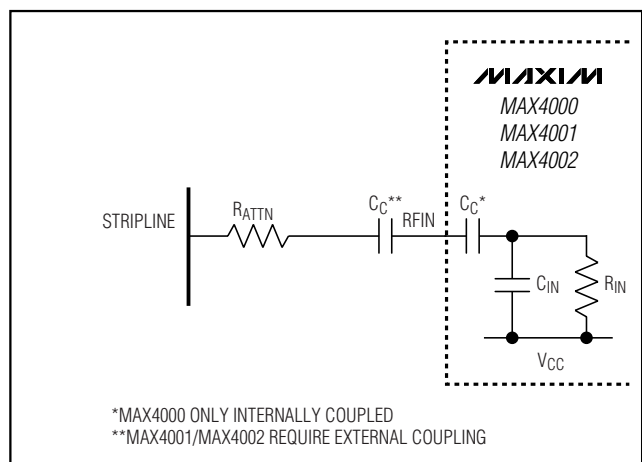 MAXIM
MAX4000
MAX4001
MAX4002
STRIPLINE
RATTN
CC**
RFIN
CC*
CIN
RIN
VCC
*MAX4000 ONLY INTERNALLY COUPLED
**MAX4001/MAX4002 REQUIRE EXTERNAL COUPLING